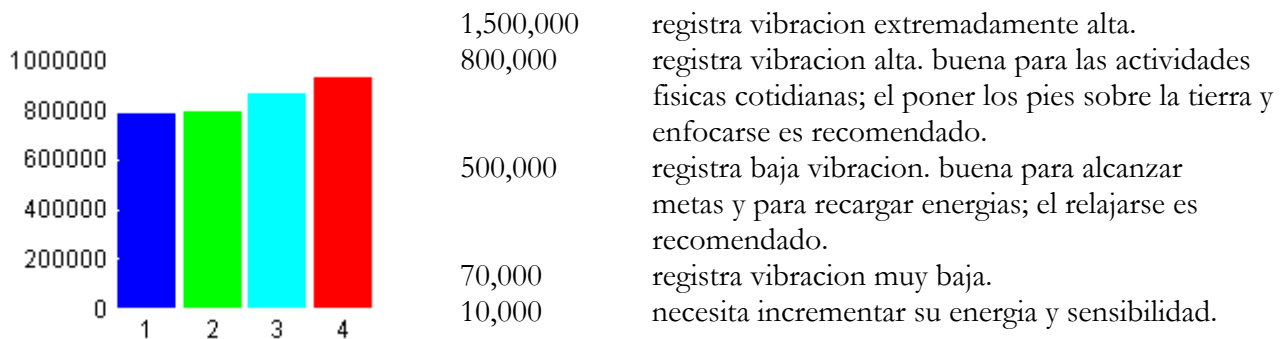 1000000
800000
600000
400000
200000
0
1 2 3 4
1,500,000 registra vibracion extremadamente alta.
800,000 registra vibracion alta. buena para las actividades
fisicas cotidianas; el poner los pies sobre la tierra y
enfocarse es recomendado.
500,000 registra baja vibracion. buena para alcanzar
metas y para recargar energias; el relajarse es
recomendado.
70,000 registra vibracion muy baja.
10,000 necesita incrementar su energia y sensibilidad.